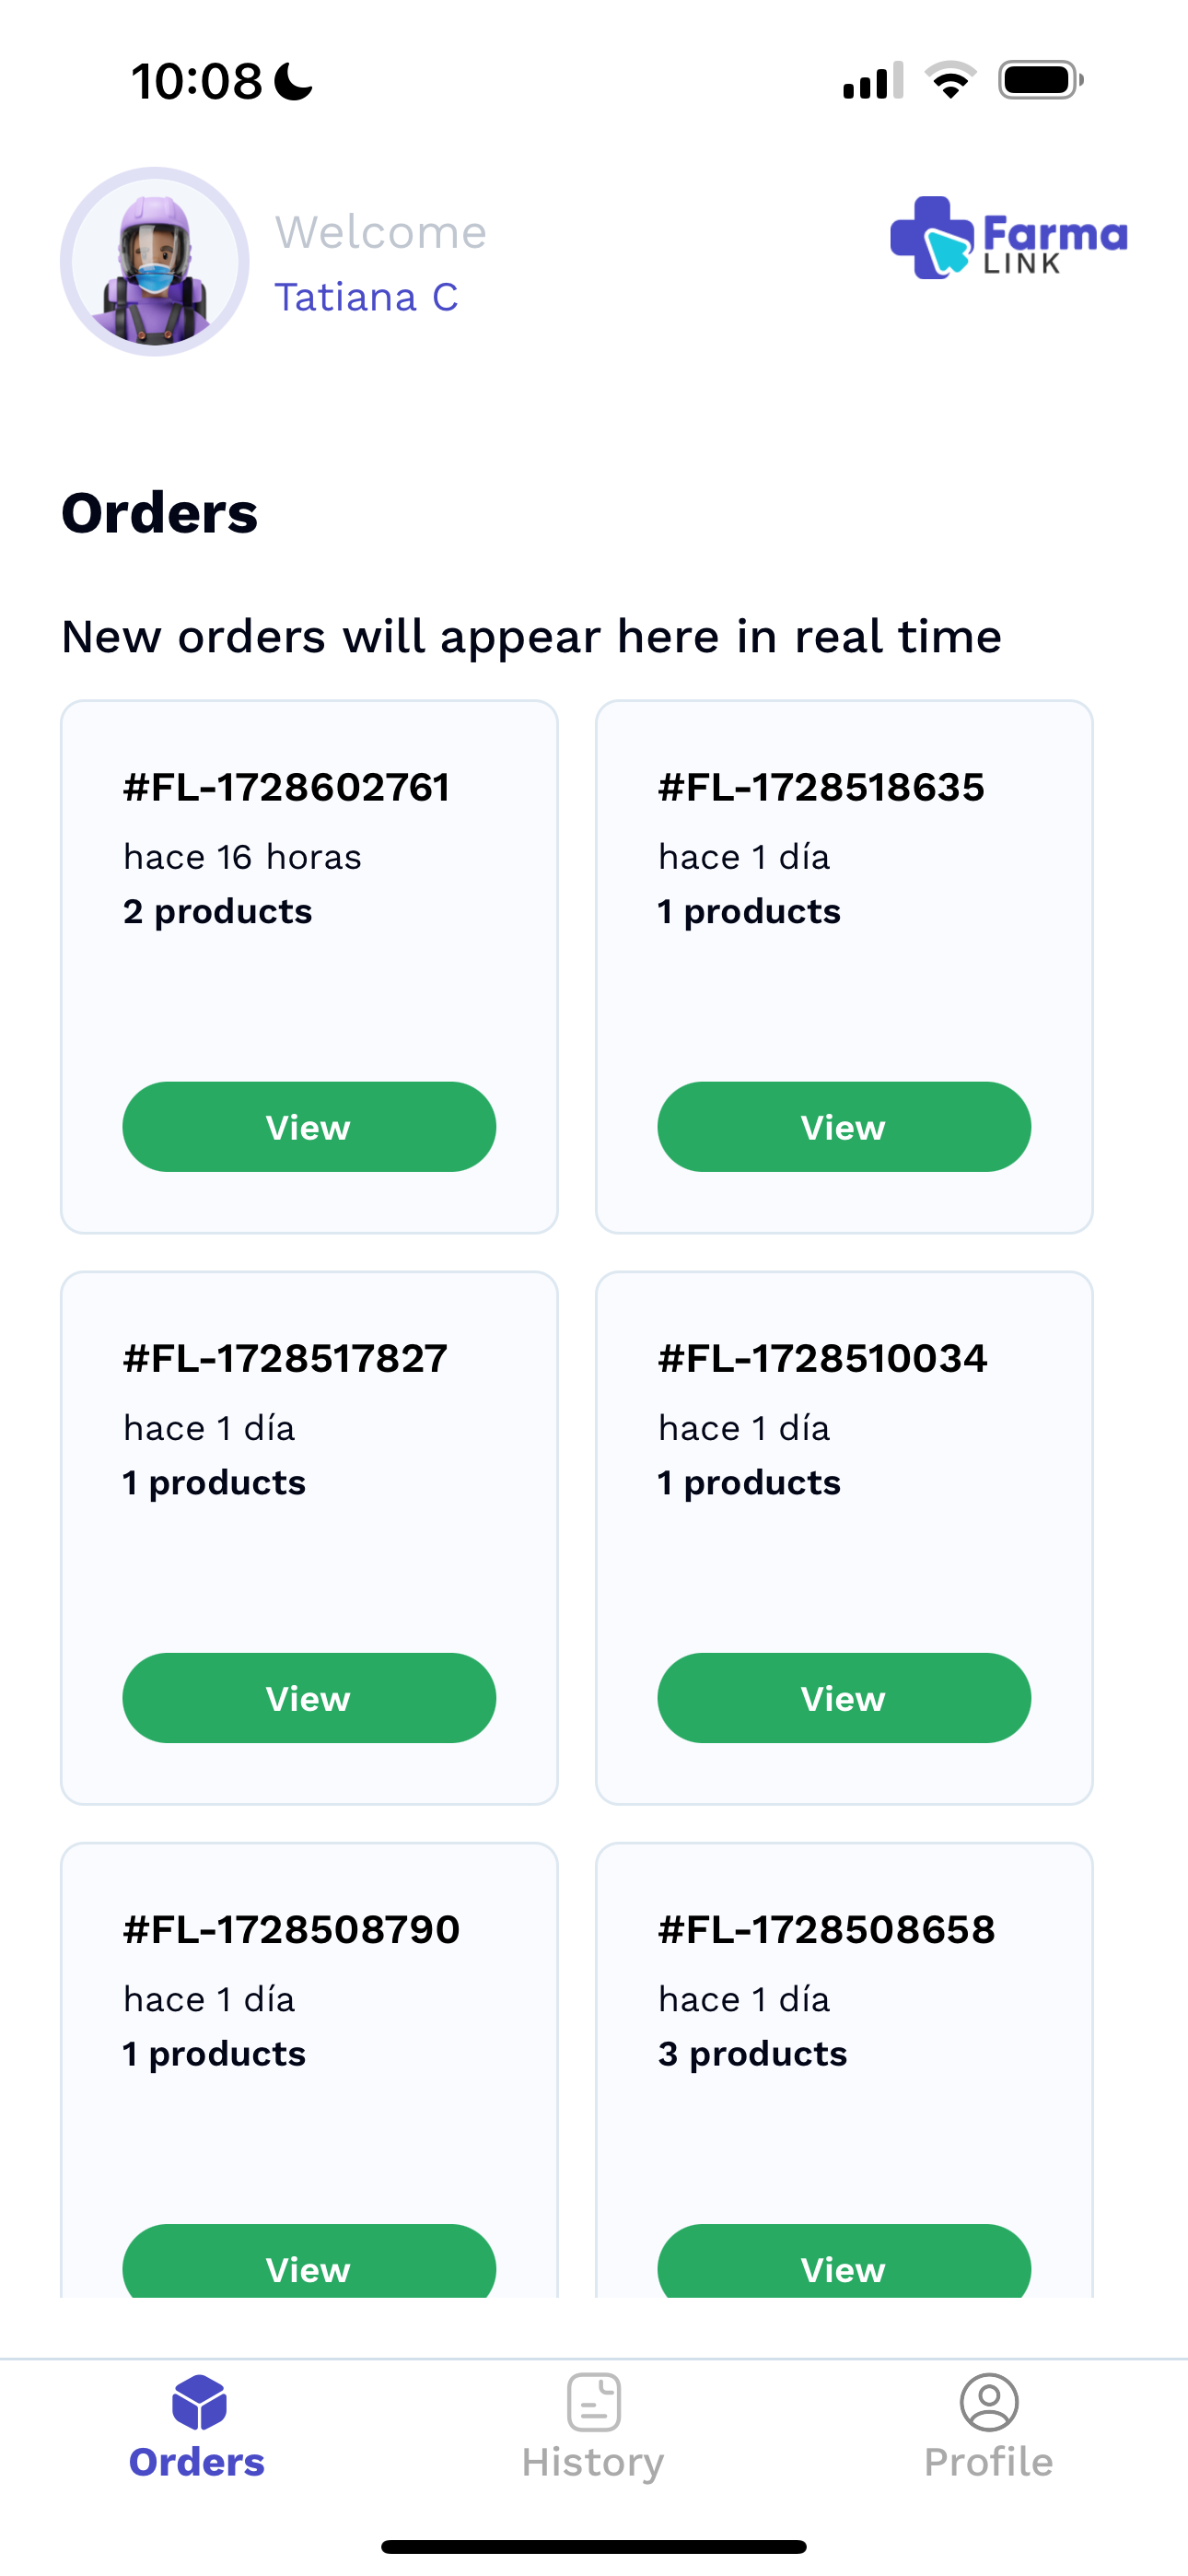 10:08
Welcome
Tatiana C
Farma
LINK
Orders
New orders will appear here in real time
#FL-1728602761
hace 16 horas
2 products
View
#FL-1728518635
hace 1 día
1 products
View
#FL-1728517827
hace 1 día
1 products
View
#FL-1728510034
hace 1 día
1 products
View
#FL-1728508790
hace 1 día
1 products
View
#FL-1728508658
hace 1 día
3 products
View
Orders
History
Profile